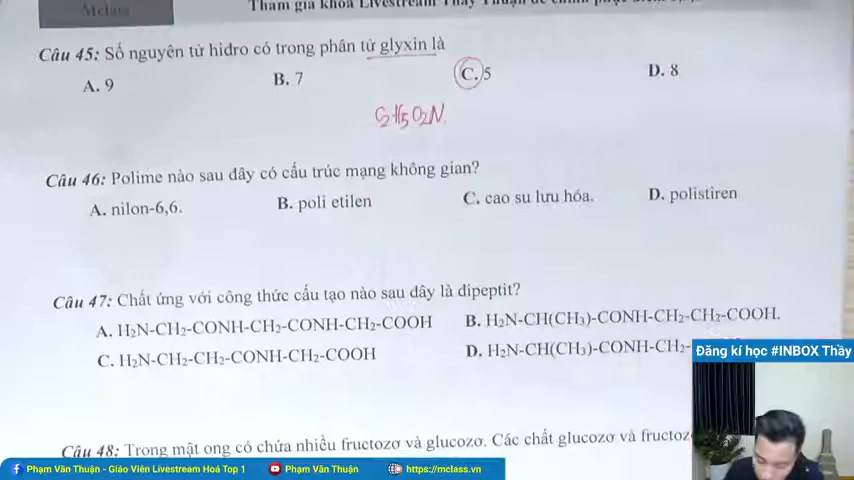 Mclass
Tham gia khóa Livestream Thầy Thuận để chinh
Câu 45: Số nguyên tử hiđro có trong phân tử glyxin là
A. 9 B. 7 C. 5 D. 8
C2H5O2N
Câu 46: Polime nào sau đây có cấu trúc mạng không gian?
A. nilon-6,6. B. poli etilen C. cao su lưu hóa. D. polistiren
Câu 47: Chất ứng với công thức cấu tạo nào sau đây là đipeptit?
A. H2N-CH2-CONH-CH2-CONH-CH2-COOH B. H2N-CH(CH3)-CONH-CH2-CH2-COOH.
C. H2N-CH2-CH2-CONH-CH2-COOH D. H2N-CH(CH3)-CONH-CH2-
Đăng kí học #INBOX Thầy
Câu 48: Trong mật ong có chứa nhiều fructozơ và glucozơ. Các chất glucozơ và fructoz
Phạm Văn Thuận - Giáo Viên Livestream Hoá Top 1 Phạm Văn Thuận https://mclass.vn